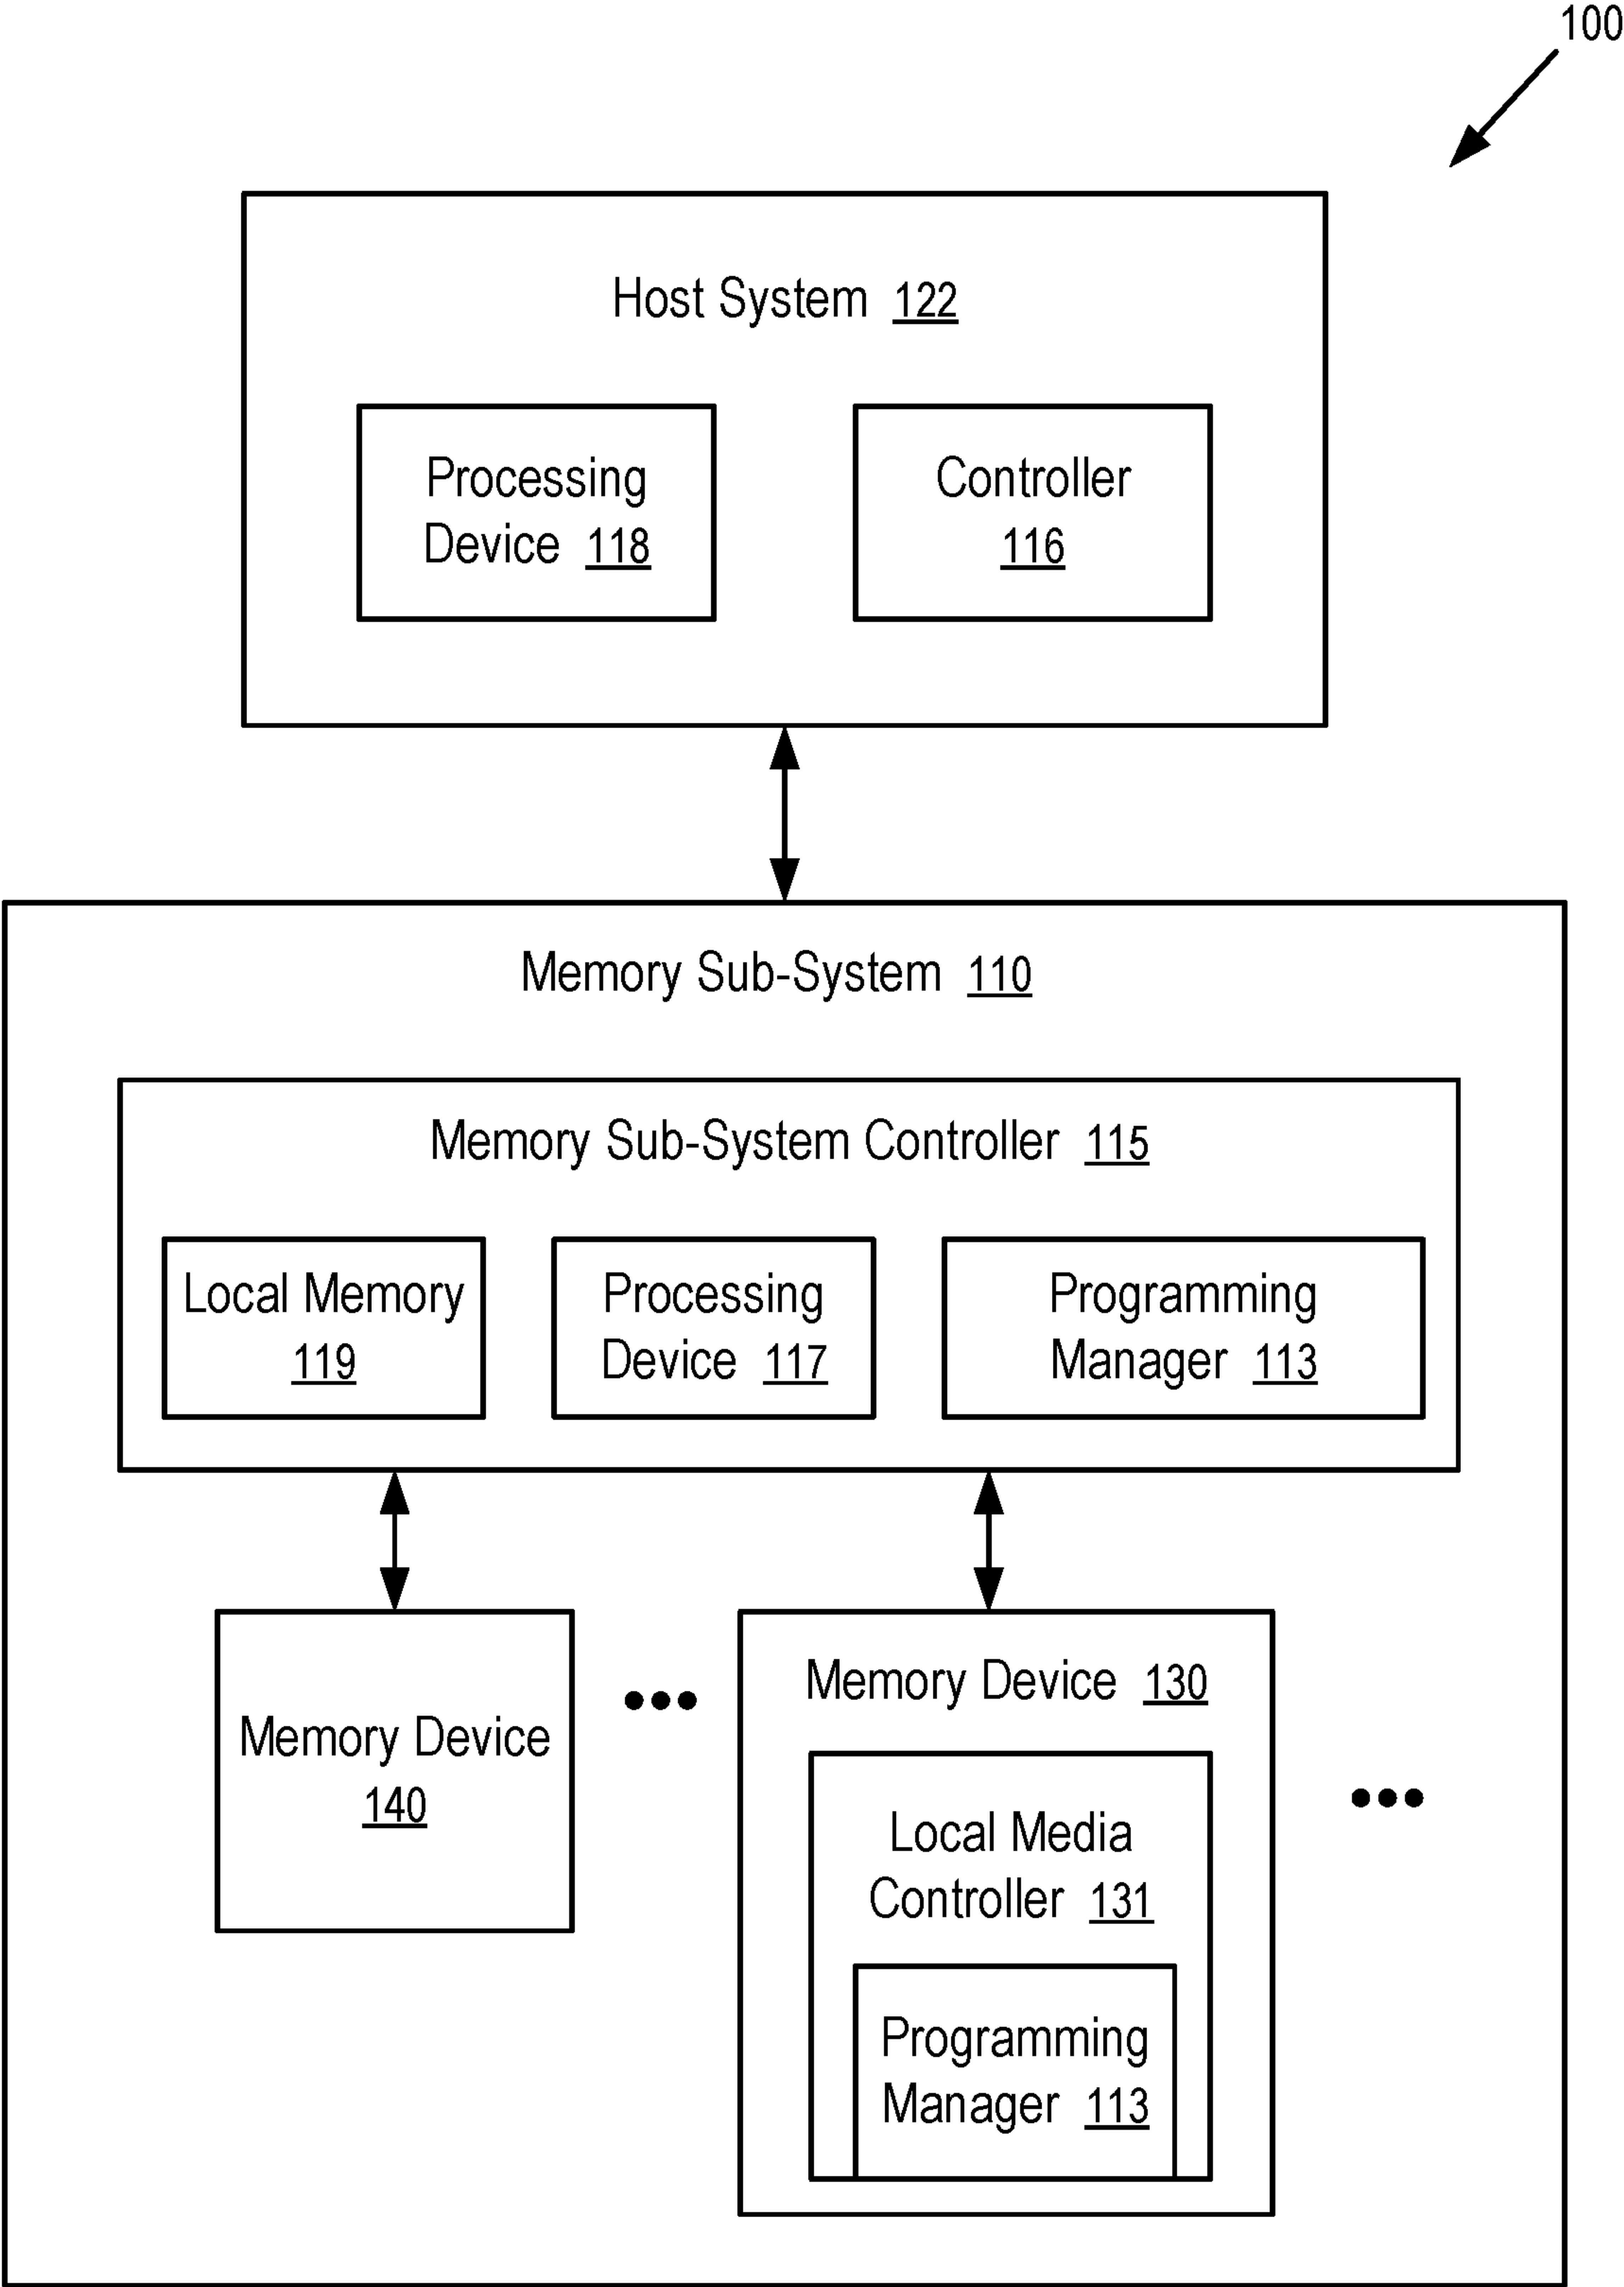 100
Host System 122
Processing
Device 118
Controller
116
Memory Sub-System 110
Memory Sub-System Controller 115
Local Memory
119
Processing
Device 117
Programming
Manager 113
Memory Device
140
Memory Device 130
Local Media
Controller 131
Programming
Manager 113